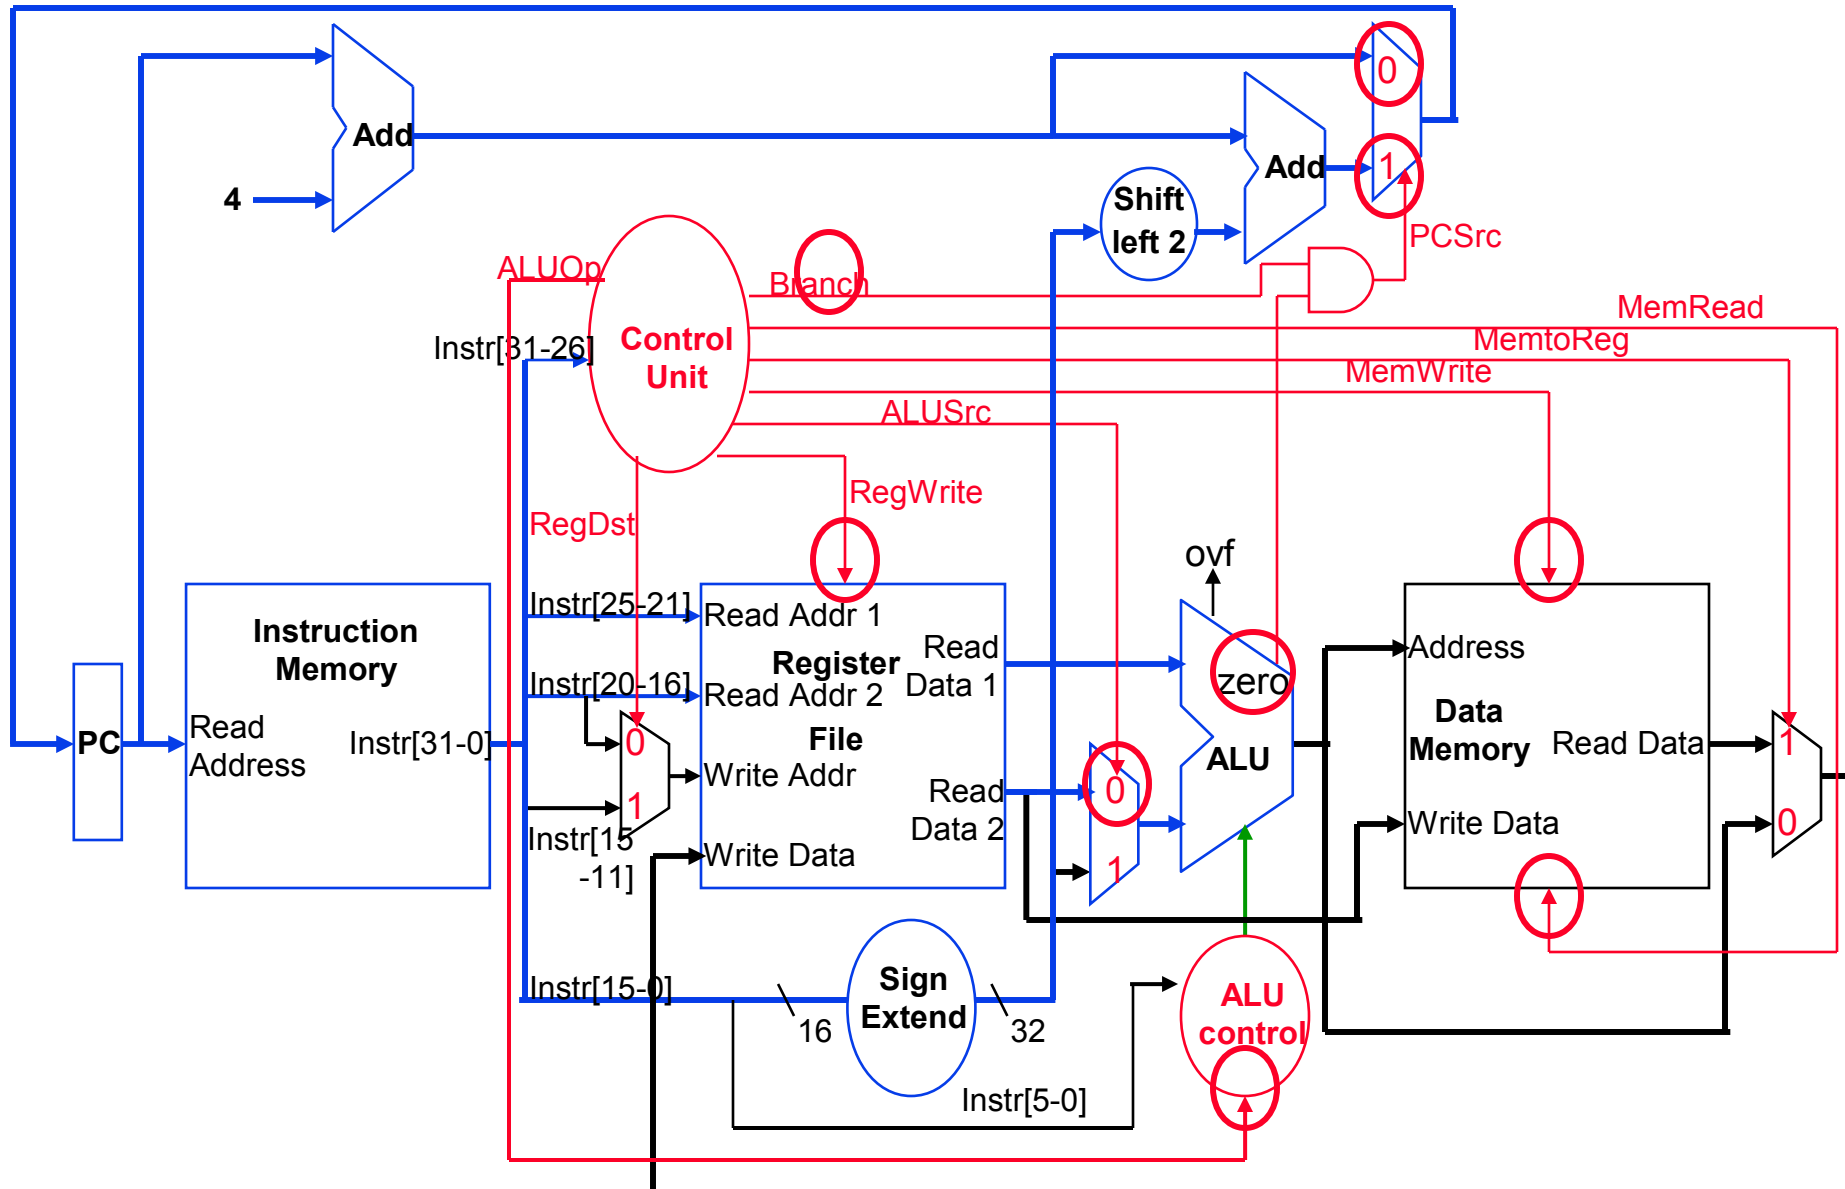 0
Add
1
Add
4
Shift
left 2
PCSrc
ALUOp
Branch
MemRead
Instr[31-26]
Control
Unit
MemtoReg
MemWrite
ALUSrc
RegWrite
RegDst
ovf
Instruction
Memory
Instr[25-21]
Read Addr 1
Register
File
Read
Data 1
Instr[20-16]
Read Addr 2
zero
Address
Data
Memory
PC
Read
Address
Instr[31-0]
0
Write Addr
ALU
Read Data
1
1
Instr[15
-11]
Write Data
Read
Data 2
0
1
Write Data
0
Instr[15-0]
16
Sign
Extend
32
ALU
control
Instr[5-0]